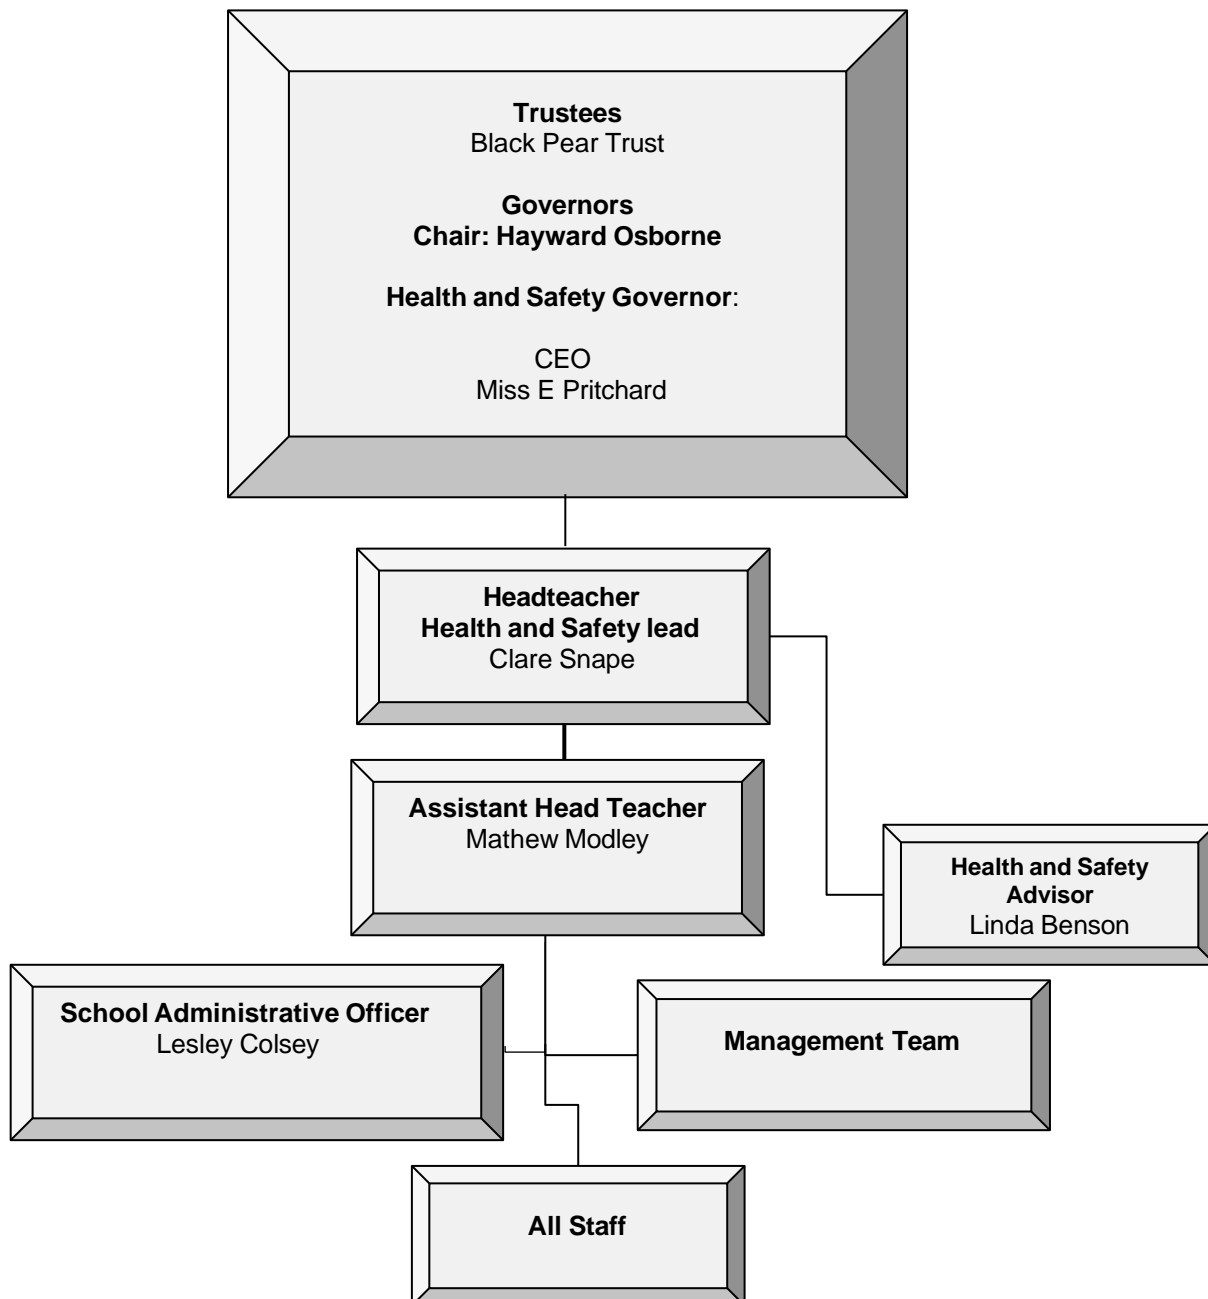 Trustees
Black Pear Trust
Governors
Chair: Hayward Osborne
Health and Safety Governor:
CEO
Miss E Pritchard
Headteacher
Health and Safety lead
Clare Snape
Assistant Head Teacher
Mathew Modley
Health and Safety
Advisor
Linda Benson
School Administrative Officer
Lesley Colsey
Management Team
All Staff